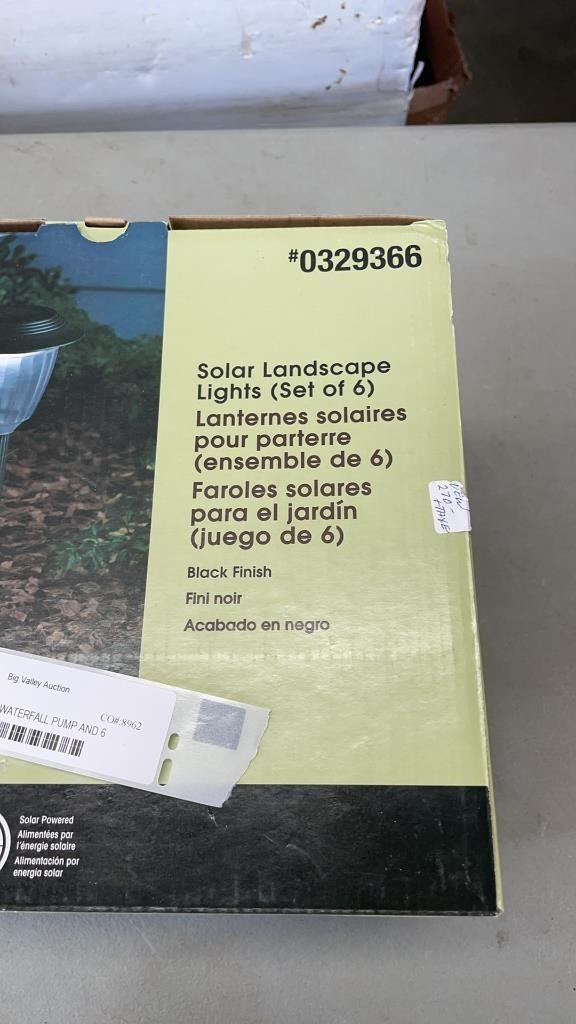 #0329366
Solar Landscape
Lights (Set of 6)
Lanternes solaires
pour parterre
(ensemble de 6)
Faroles solares
para el jardín
(juego de 6)
Black Finish
Fini noir
Acabado en negro
NEW
270-
Big Valley Auction
CO#:8962
WATERFALL PUMP AND 6
Solar Powered
Alimentées par
l'énergie solaire
Alimentación por
energía solar